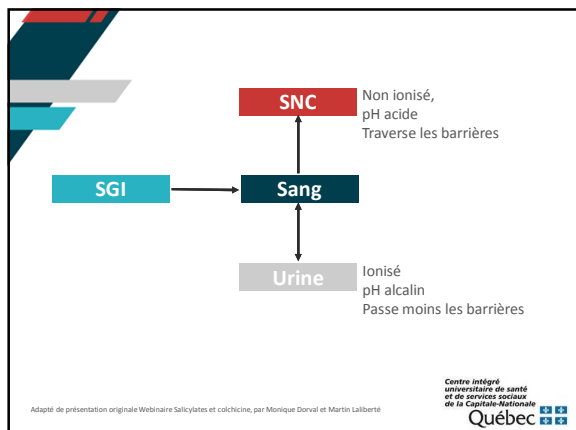 SNC
Non ionisé,
pH acide
Traverse les barrières
SGI
Sang
Urine
Ionisé
pH alcalin
Passe moins les barrières
Adapté de présentation originale Webinaire Salicylates et colchicine, par Monique Dorval et Martin Laliberté
Centre intégré
universitaire de santé
et de services sociaux
de la Capitale-Nationale
Québec